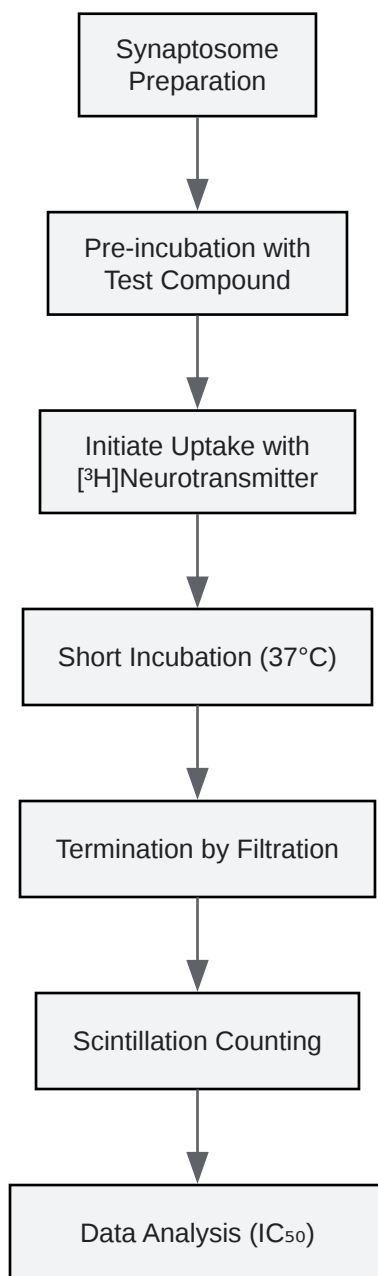 Synaptosome
Preparation
Pre-incubation with
Test Compound
Initiate Uptake with
[³H]Neurotransmitter
Short Incubation (37°C)
Termination by Filtration
Scintillation Counting
Data Analysis (IC₅₀)